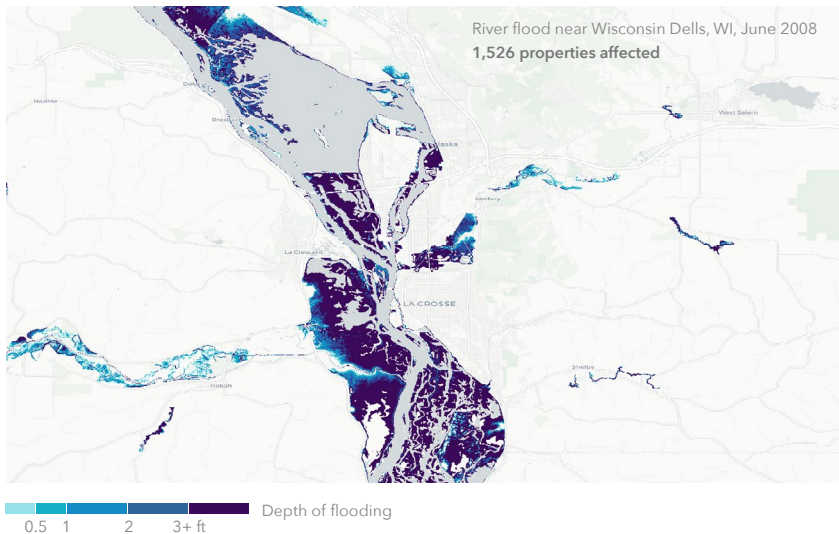 River flood near Wisconsin Dells, WI, June 2008
1,526 properties affected
West Salem
La Crescent
LA CROSSE
Hokah
Shelby
0.5 1 2 3+ ft
Depth of flooding